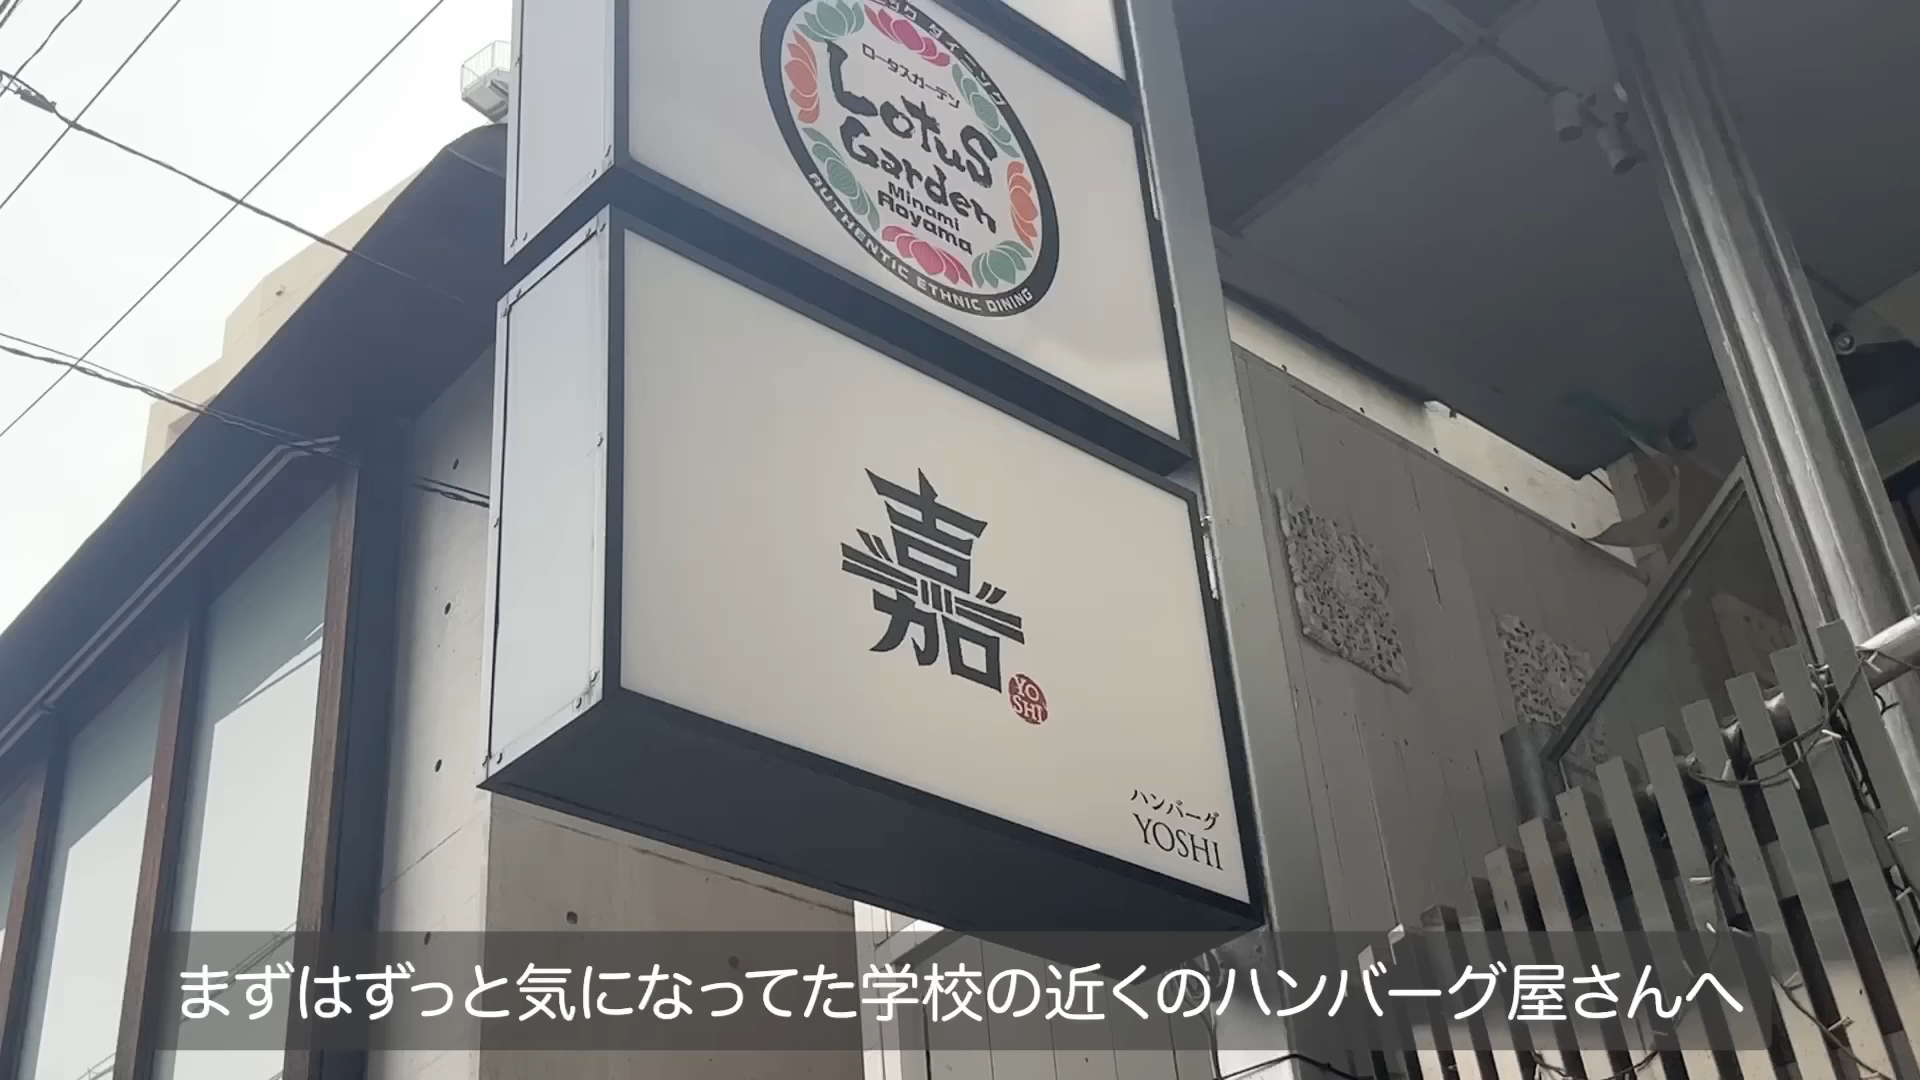 ロータスガーデン
LotuS
Garden
Minami
Aoyama
AUTHENTIC ETHNIC DINING
嘉
YO
SHI
ハンバーグ
YOSHI
まずはずっと気になってた学校の近くのハンバーグ屋さんへ